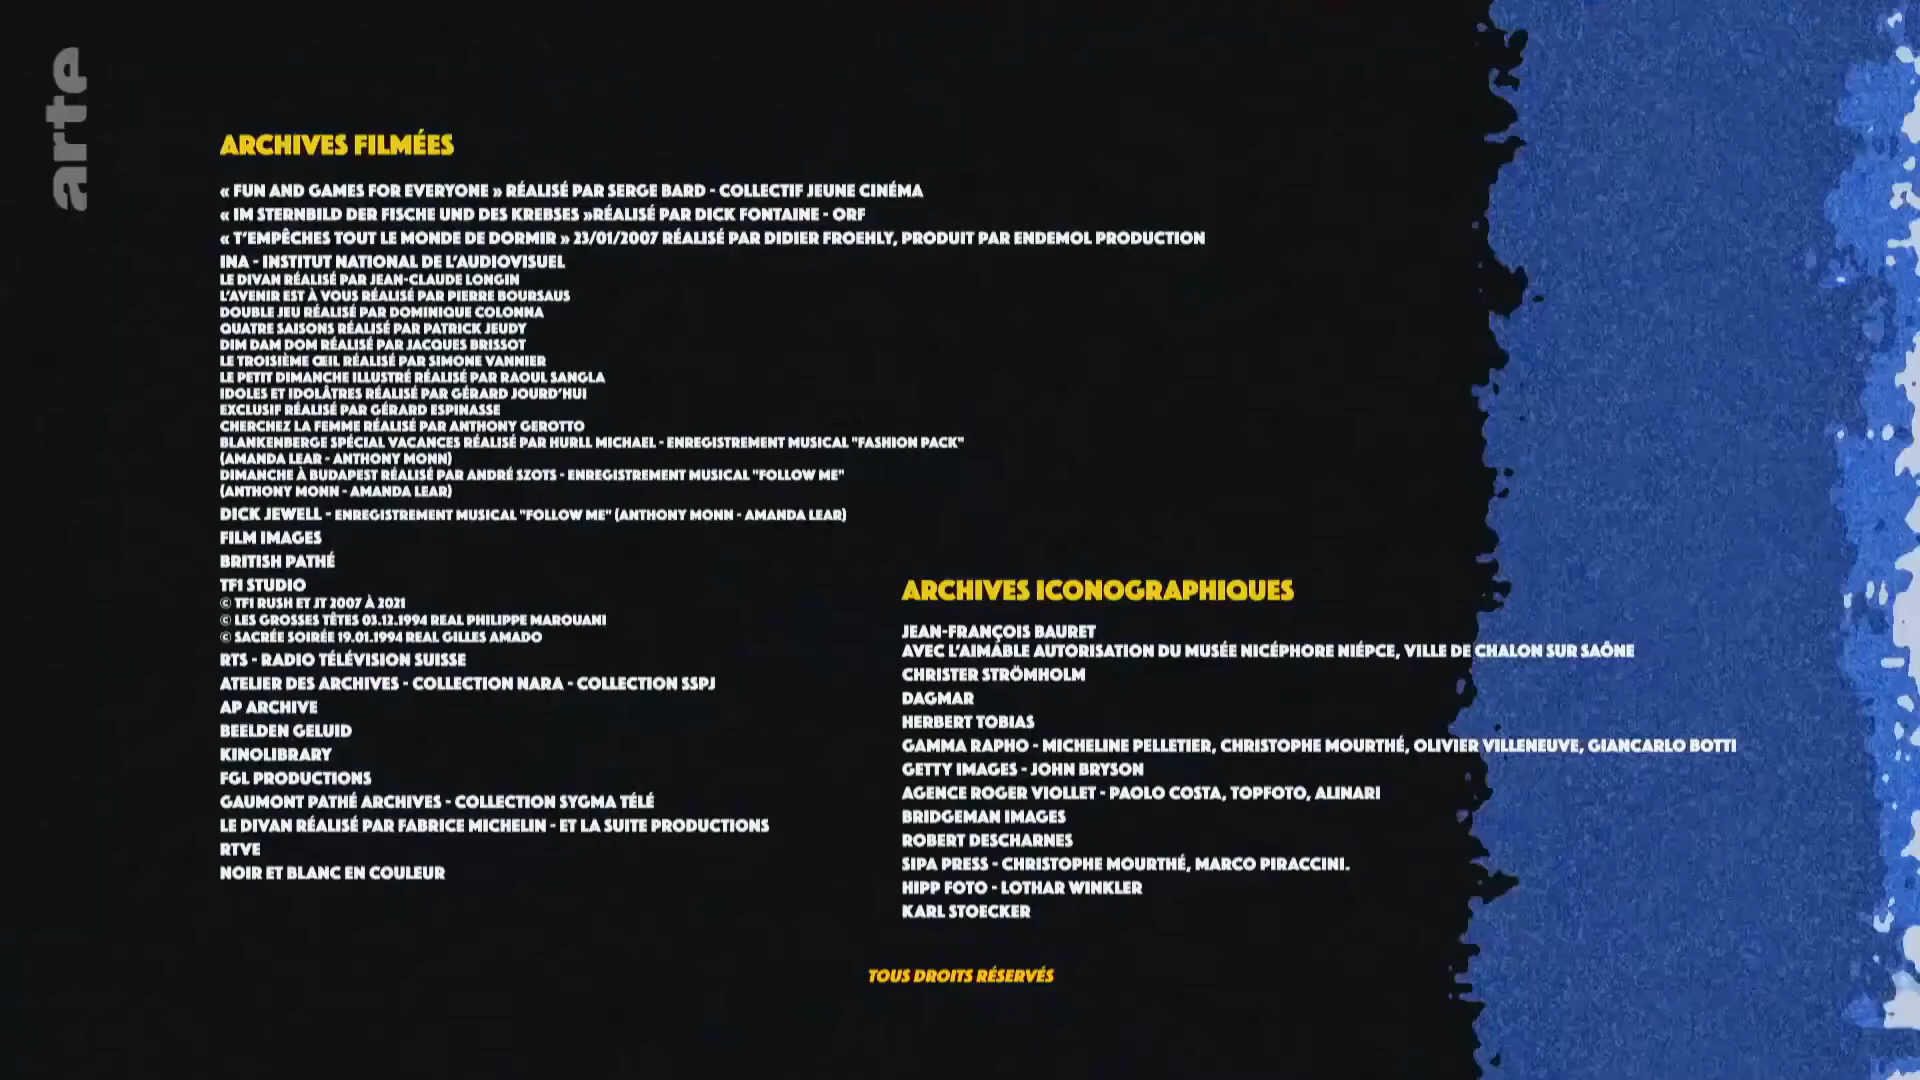 arte
ARCHIVES FILMÉES
« FUN AND GAMES FOR EVERYONE » RÉALISÉ PAR SERGE BARD - COLLECTIF JEUNE CINÉMA
« IM STERNBILD DER FISCHE UND DES KREBSES »RÉALISÉ PAR DICK FONTAINE - ORF
« T'EMPÊCHES TOUT LE MONDE DE DORMIR » 23/01/2007 RÉALISÉ PAR DIDIER FROEHLY, PRODUIT PAR ENDEMOL PRODUCTION
INA - INSTITUT NATIONAL DE L'AUDIOVISUEL
LE DIVAN RÉALISÉ PAR JEAN-CLAUDE LONGIN
L'AVENIR EST À VOUS RÉALISÉ PAR PIERRE BOURSAUS
DOUBLE JEU RÉALISÉ PAR DOMINIQUE COLONNA
QUATRE SAISONS RÉALISÉ PAR PATRICK JEUDY
DIM DAM DOM RÉALISÉ PAR JACQUES BRISSOT
LE TROISIÈME ŒIL RÉALISÉ PAR SIMONE VANNIER
LE PETIT DIMANCHE ILLUSTRÉ RÉALISÉ PAR RAOUL SANGLA
IDOLES ET IDOLÂTRES RÉALISÉ PAR GÉRARD JOURD'HUI
EXCLUSIF RÉALISÉ PAR GÉRARD ESPINASSE
CHERCHEZ LA FEMME RÉALISÉ PAR ANTHONY GEROTTO
BLANKENBERGE SPÉCIAL VACANCES RÉALISÉ PAR HURLL MICHAEL - ENREGISTREMENT MUSICAL "FASHION PACK"
(AMANDA LEAR - ANTHONY MONN)
DIMANCHE À BUDAPEST RÉALISÉ PAR ANDRÉ SZOTS - ENREGISTREMENT MUSICAL "FOLLOW ME"
(ANTHONY MONN - AMANDA LEAR)
DICK JEWELL - ENREGISTREMENT MUSICAL "FOLLOW ME" (ANTHONY MONN - AMANDA LEAR)
FILM IMAGES
BRITISH PATHÉ
TF1 STUDIO
© TF1 RUSH ET JT 2007 À 2021
© LES GROSSES TÊTES 03.12.1994 REAL PHILIPPE MAROUANI
© SACRÉE SOIRÉE 19.01.1994 REAL GILLES AMADO
RTS - RADIO TÉLÉVISION SUISSE
ATELIER DES ARCHIVES - COLLECTION NARA - COLLECTION SSPJ
AP ARCHIVE
BEELDEN GELUID
KINOLIBRARY
FGL PRODUCTIONS
GAUMONT PATHÉ ARCHIVES - COLLECTION SYGMA TÉLÉ
LE DIVAN RÉALISÉ PAR FABRICE MICHELIN - ET LA SUITE PRODUCTIONS
RTVE
NOIR ET BLANC EN COULEUR
ARCHIVES ICONOGRAPHIQUES
JEAN-FRANÇOIS BAURET
AVEC L'AIMABLE AUTORISATION DU MUSÉE NICÉPHORE NIÉPCE, VILLE DE CHALON SUR SAÔNE
CHRISTER STRÖMHOLM
DAGMAR
HERBERT TOBIAS
GAMMA RAPHO - MICHELINE PELLETIER, CHRISTOPHE MOURTHÉ, OLIVIER VILLENEUVE, GIANCARLO BOTTI
GETTY IMAGES - JOHN BRYSON
AGENCE ROGER VIOLLET - PAOLO COSTA, TOPFOTO, ALINARI
BRIDGEMAN IMAGES
ROBERT DESCHARNES
SIPA PRESS - CHRISTOPHE MOURTHÉ, MARCO PIRACCINI.
HIPP FOTO - LOTHAR WINKLER
KARL STOECKER
TOUS DROITS RÉSERVÉS